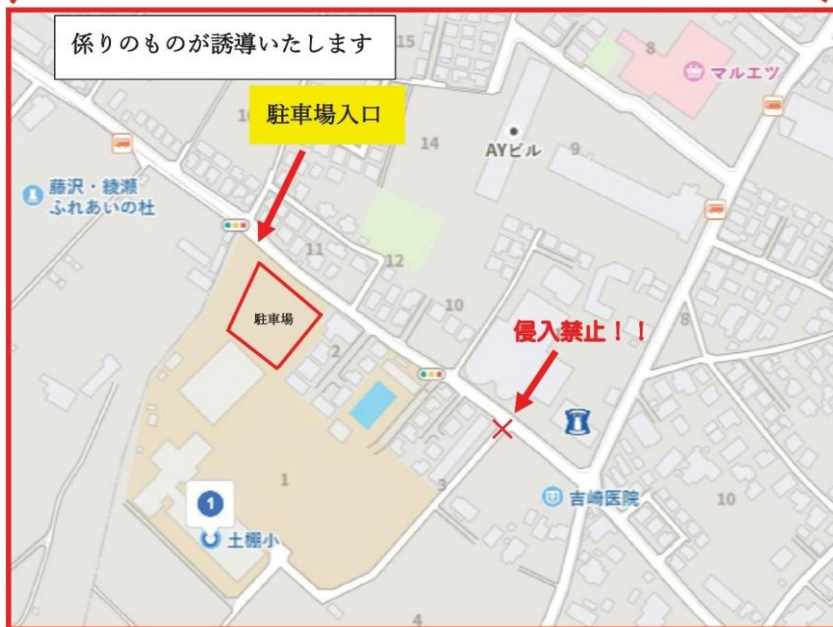 係りのものが誘導いたします
15
8
マルエツ
駐車場入口
14
AYビル
9
藤沢・綾瀬
ふれあいの杜
11
12
駐車場
10
侵入禁止！！
8
2
1
3
吉崎医院
10
1
土棚小
4